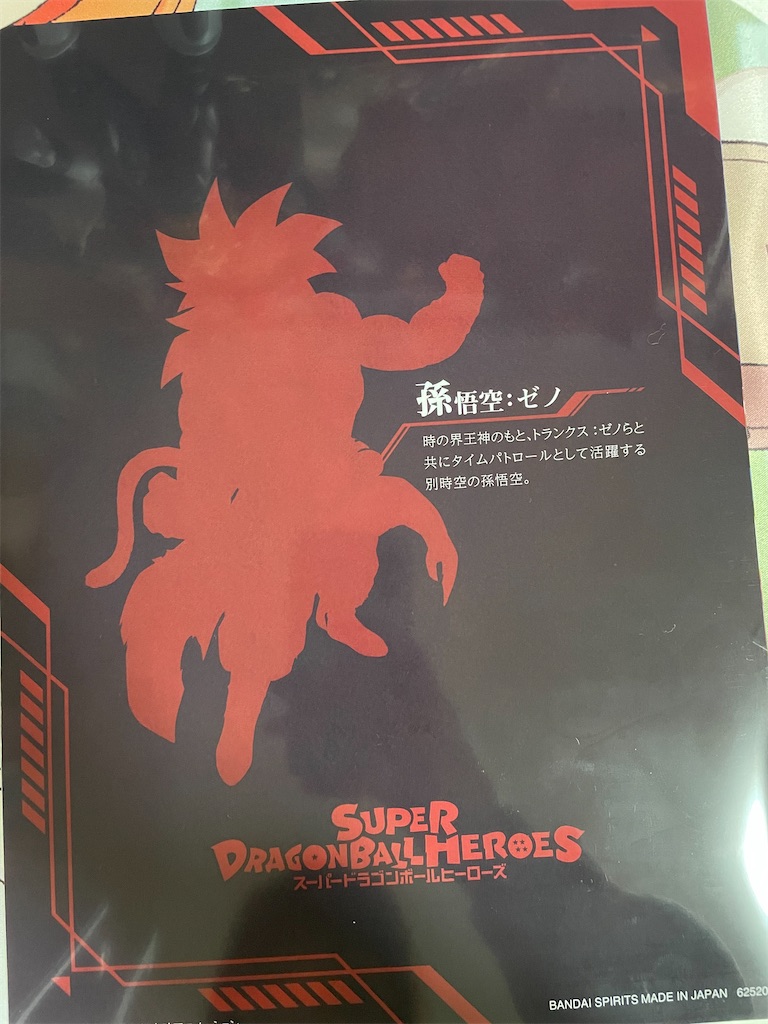 孫悟空:ゼノ
時の界王神のもと、トランクス:ゼノらと
共にタイムパトロールとして活躍する
別時空の孫悟空。
SUPER
DRAGONBALL HEROES
スーパードラゴンボールヒーローズ
BANDAI SPIRITS MADE IN JAPAN 62520